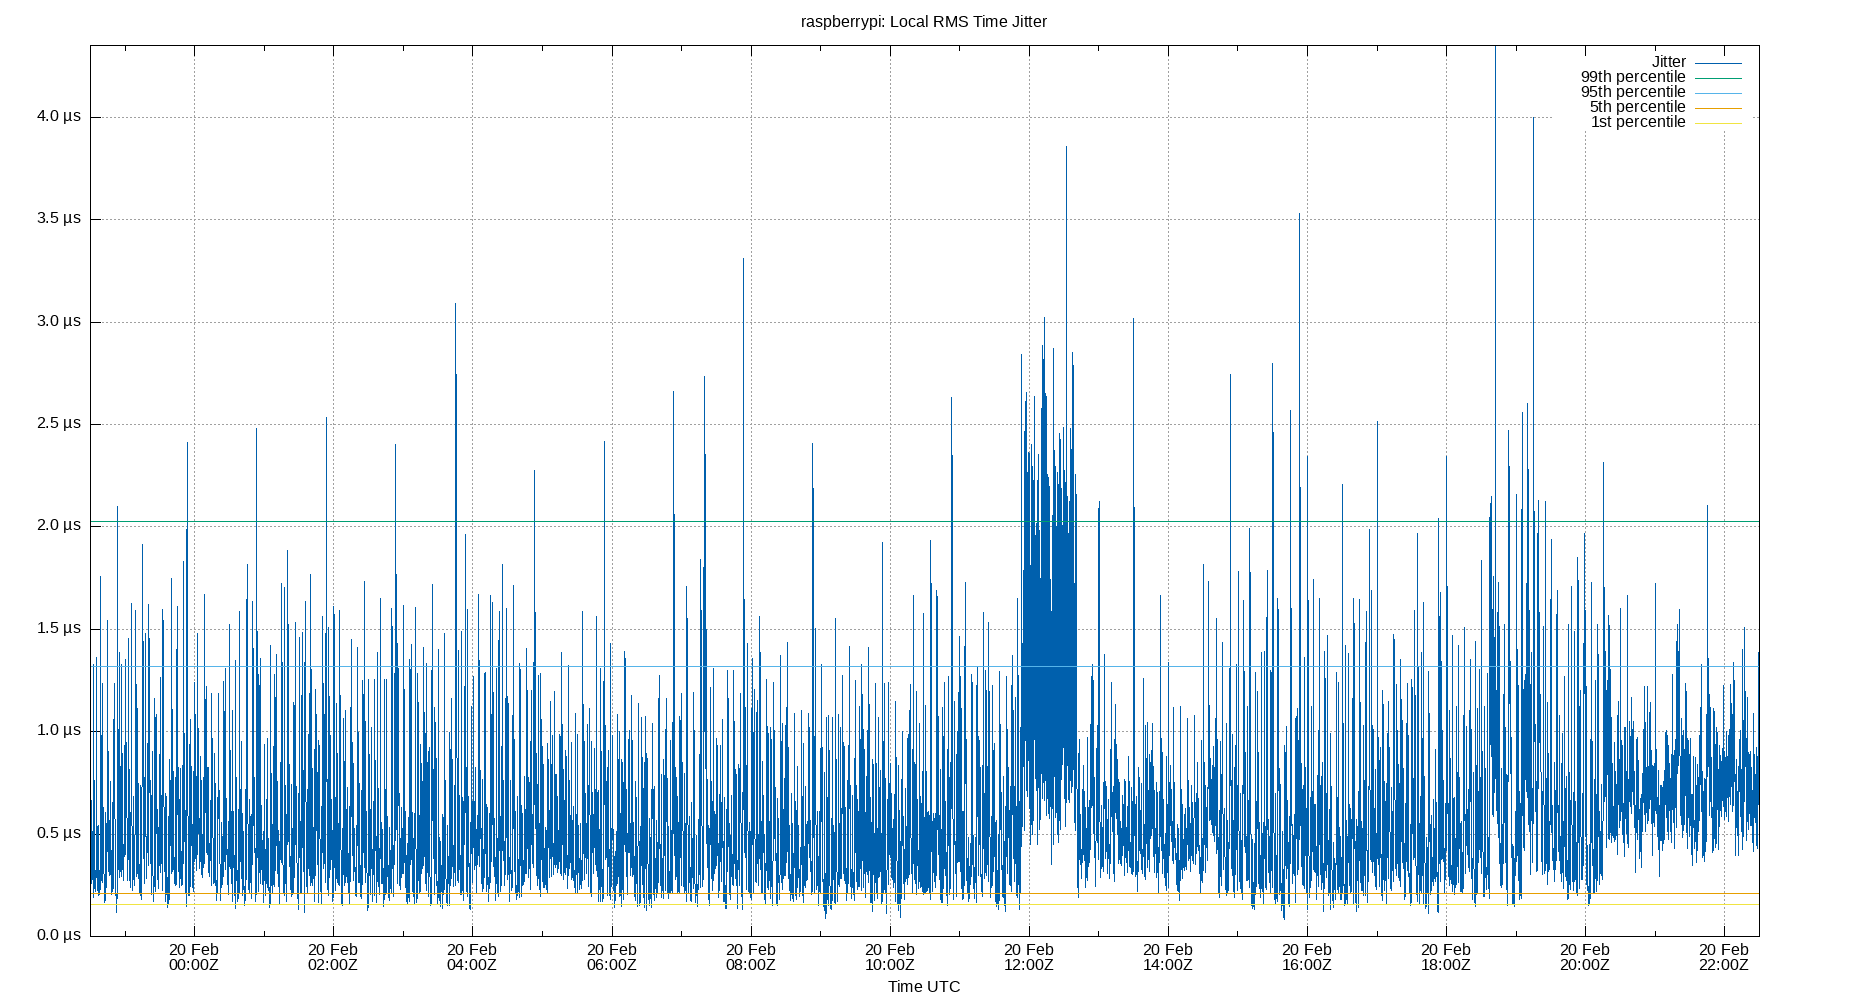 raspberrypi: Local RMS Time Jitter
Jitter
99th percentile
95th percentile
5th percentile
1st percentile
4.0 µs
3.5 µs
3.0 µs
2.5 µs
2.0 µs
1.5 µs
1.0 µs
0.5 µs
0.0 µs
20 Feb 20 Feb 20 Feb 20 Feb 20 Feb 20 Feb 20 Feb 20 Feb 20 Feb 20 Feb 20 Feb 20 Feb
00:00Z 02:00Z 04:00Z 06:00Z 08:00Z 10:00Z 12:00Z 14:00Z 16:00Z 18:00Z 20:00Z 22:00Z
Time UTC